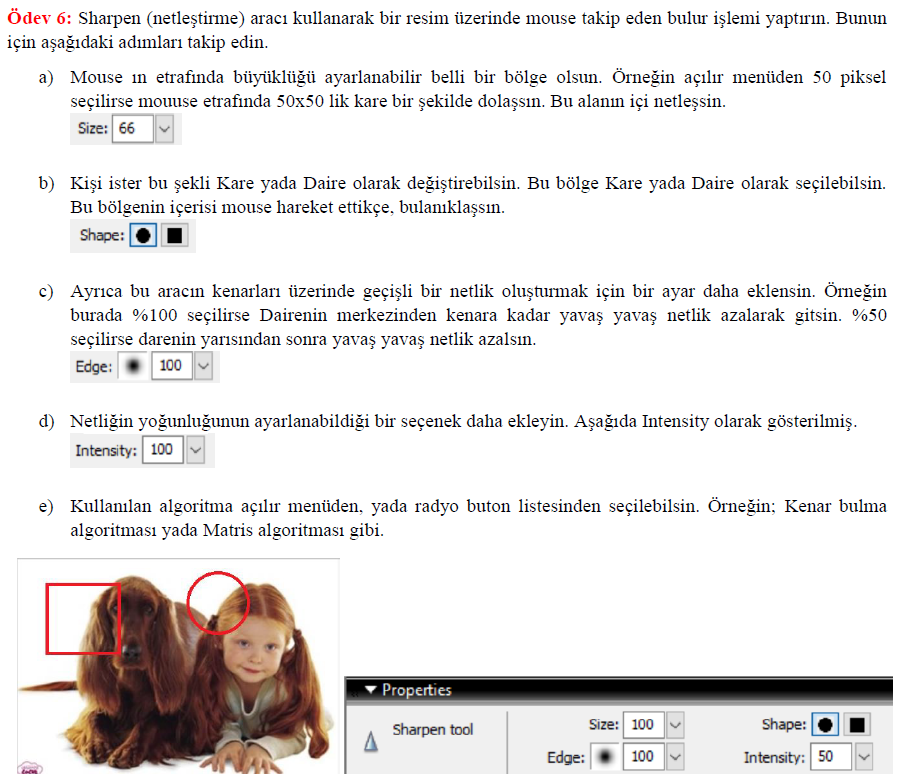 Ödev 6: Sharpen (netleştirme) aracı kullanarak bir resim üzerinde mouse takip eden bulur işlemi yaptırın. Bunun
için aşağıdaki adımları takip edin.
a) Mouse ın etrafında büyüklüğü ayarlanabilir belli bir bölge olsun. Örneğin açılır menüden 50 piksel
seçilirse mouuse etrafında 50x50 lik kare bir şekilde dolaşsın. Bu alanın içi netleşsin.
Size: 66
b) Kişi ister bu şekli Kare yada Daire olarak değiştirebilsin. Bu bölge Kare yada Daire olarak seçilebilsin.
Bu bölgenin içerisi mouse hareket ettikçe, bulanıklaşsın.
Shape:
c) Ayrıca bu aracın kenarları üzerinde geçişli bir netlik oluşturmak için bir ayar daha eklensin. Örneğin
burada %100 seçilirse Dairenin merkezinden kenara kadar yavaş yavaş netlik azalarak gitsin. %50
seçilirse darenin yarısından sonra yavaş yavaş netlik azalsın.
Edge: 100
d) Netliğin yoğunluğunun ayarlanabildiği bir seçenek daha ekleyin. Aşağıda Intensity olarak gösterilmiş.
Intensity: 100
e) Kullanılan algoritma açılır menüden, yada radyo buton listesinden seçilebilsin. Örneğin; Kenar bulma
algoritması yada Matris algoritması gibi.
Properties
Sharpen tool
Size: 100 Shape:
Edge: 100 Intensity: 50